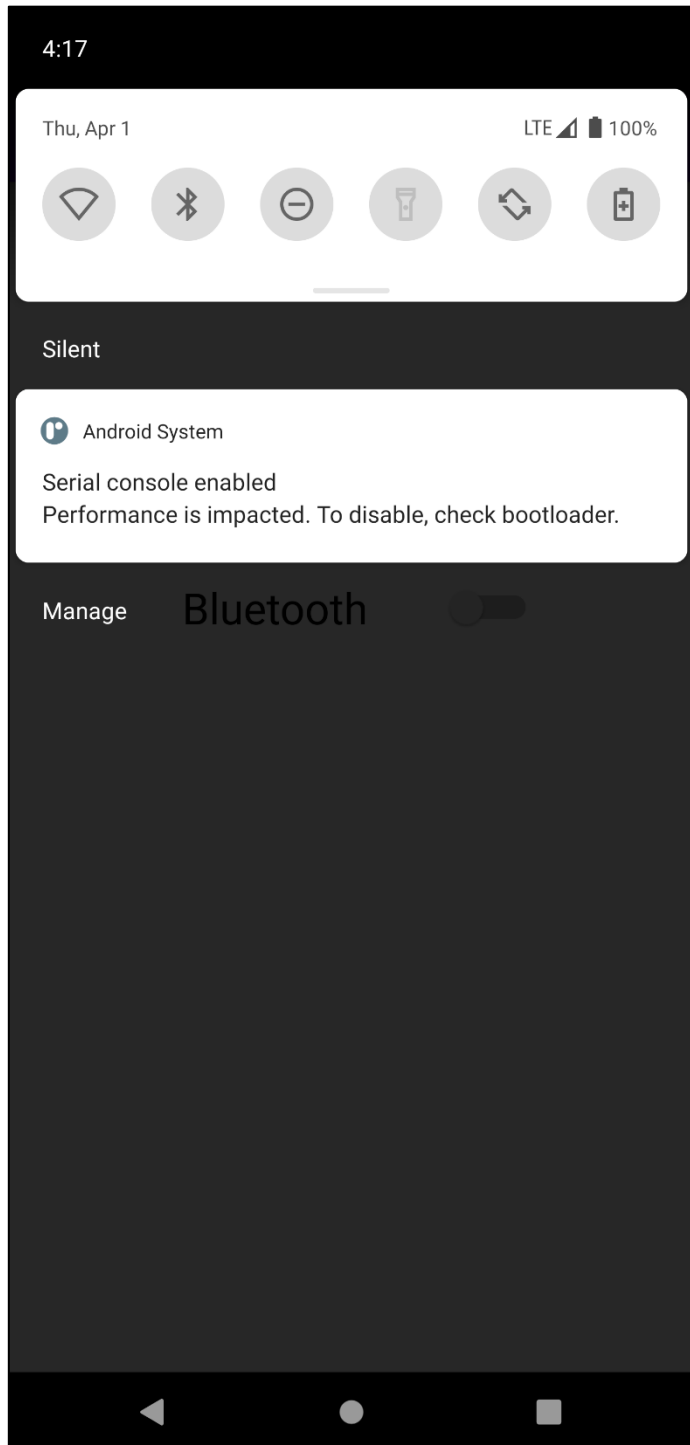 4:17
Thu, Apr 1
LTE 100%
Silent
Android System
Serial console enabled
Performance is impacted. To disable, check bootloader.
Manage
Bluetooth